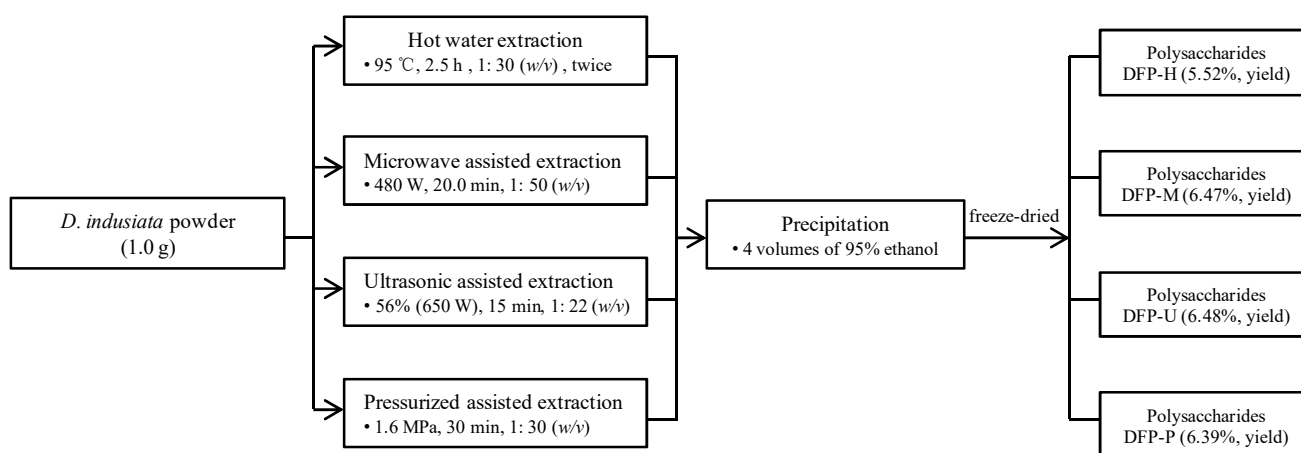 Hot water extraction
• 95 ℃, 2.5 h , 1: 30 (w/v) , twice
Microwave assisted extraction
• 480 W, 20.0 min, 1: 50 (w/v)
D. indusiata powder
(1.0 g)
Ultrasonic assisted extraction
• 56% (650 W), 15 min, 1: 22 (w/v)
Pressurized assisted extraction
• 1.6 MPa, 30 min, 1: 30 (w/v)
Precipitation
• 4 volumes of 95% ethanol
freeze-dried
Polysaccharides
DFP-H (5.52%, yield)
Polysaccharides
DFP-M (6.47%, yield)
Polysaccharides
DFP-U (6.48%, yield)
Polysaccharides
DFP-P (6.39%, yield)